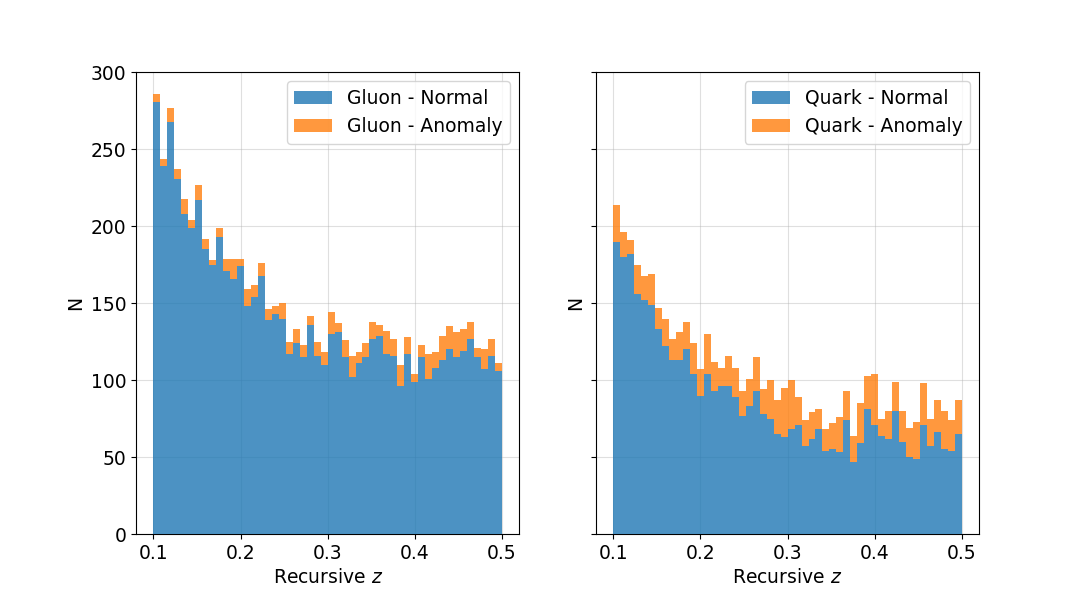 300
250
200
150
100
50
0
N
0.1 0.2 0.3 0.4 0.5
Recursive z
Gluon - Normal
Gluon - Anomaly
N
0.1 0.2 0.3 0.4 0.5
Recursive z
Quark - Normal
Quark - Anomaly